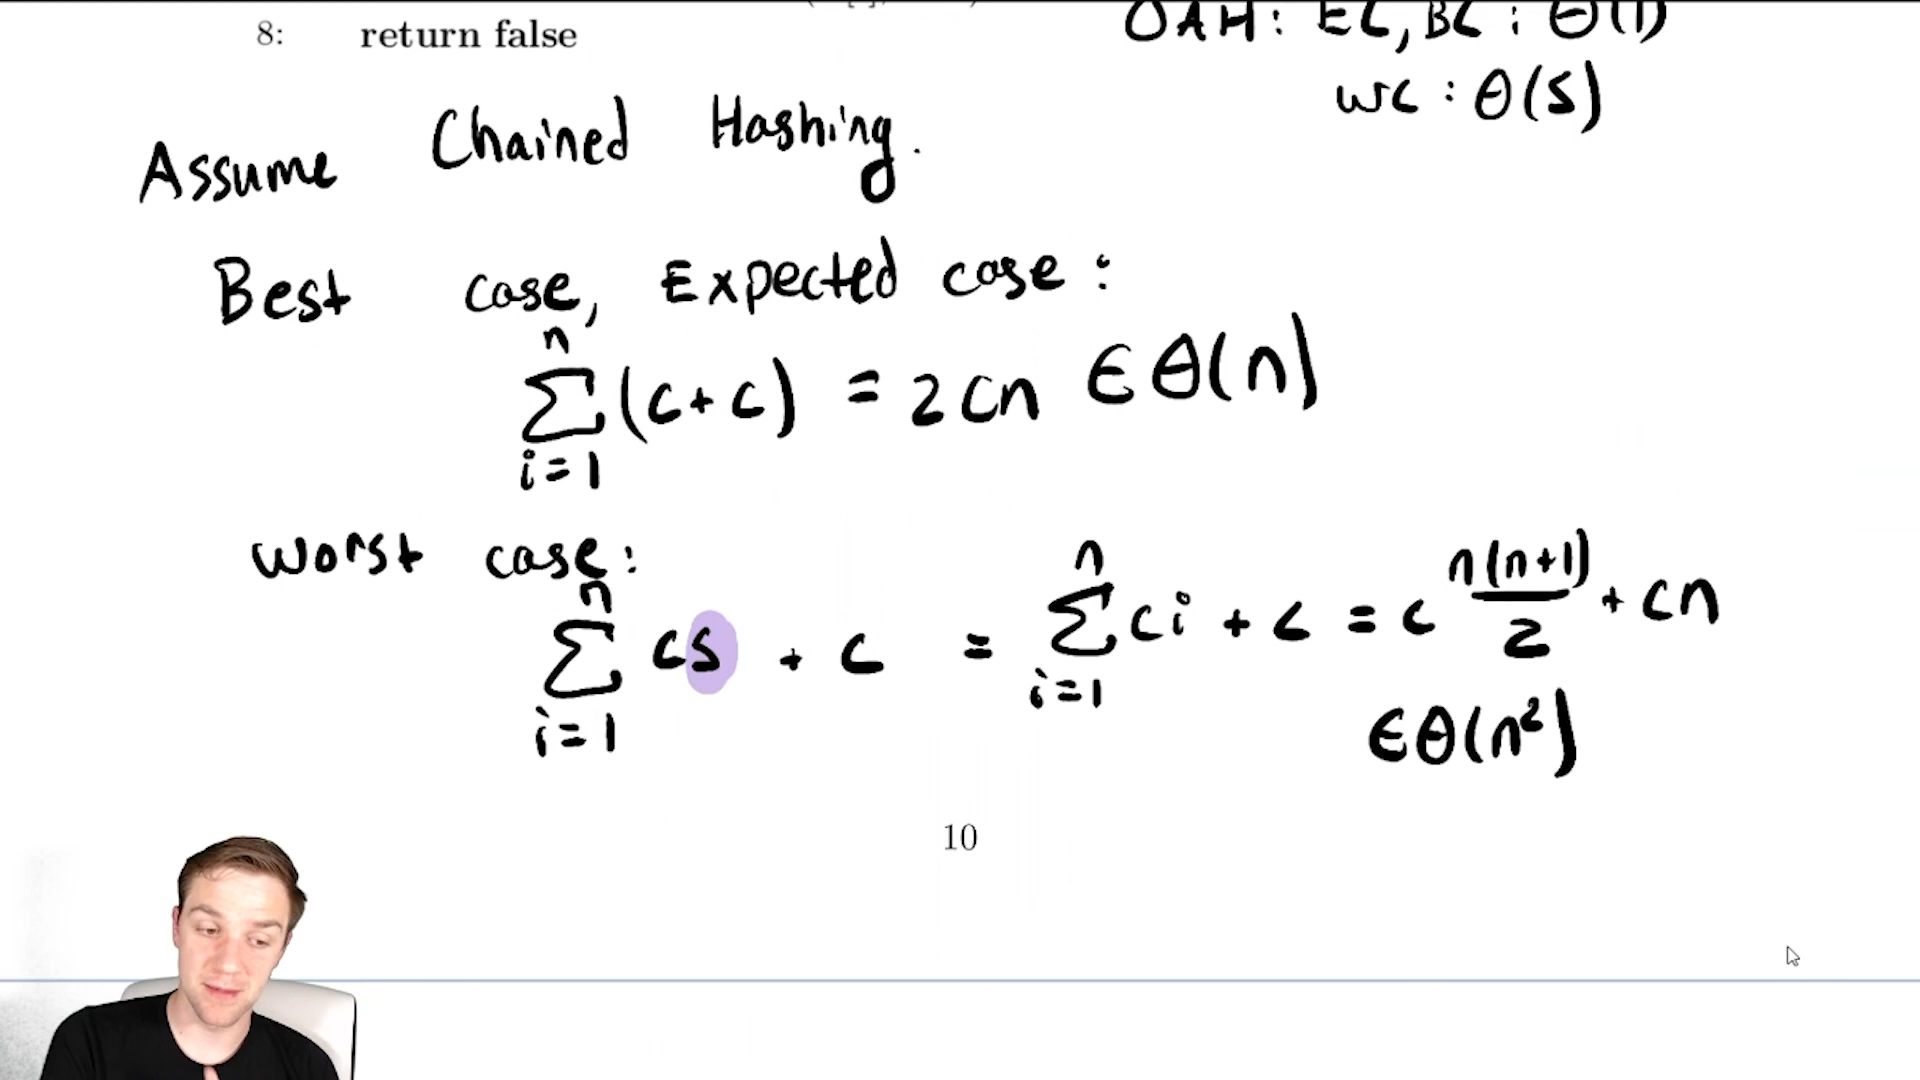 8: return false
OAH: EC, BC: Θ(1)
WC: Θ(S)
Assume Chained Hashing.
Best case, Expected case:
n
Σ (c+c) = 2cn ∈ Θ(n)
i=1
Worst case:
n n
Σ cS + c = Σ ci + c = c n(n+1)/2 + cn
i=1 i=1
∈ Θ(n²)
10